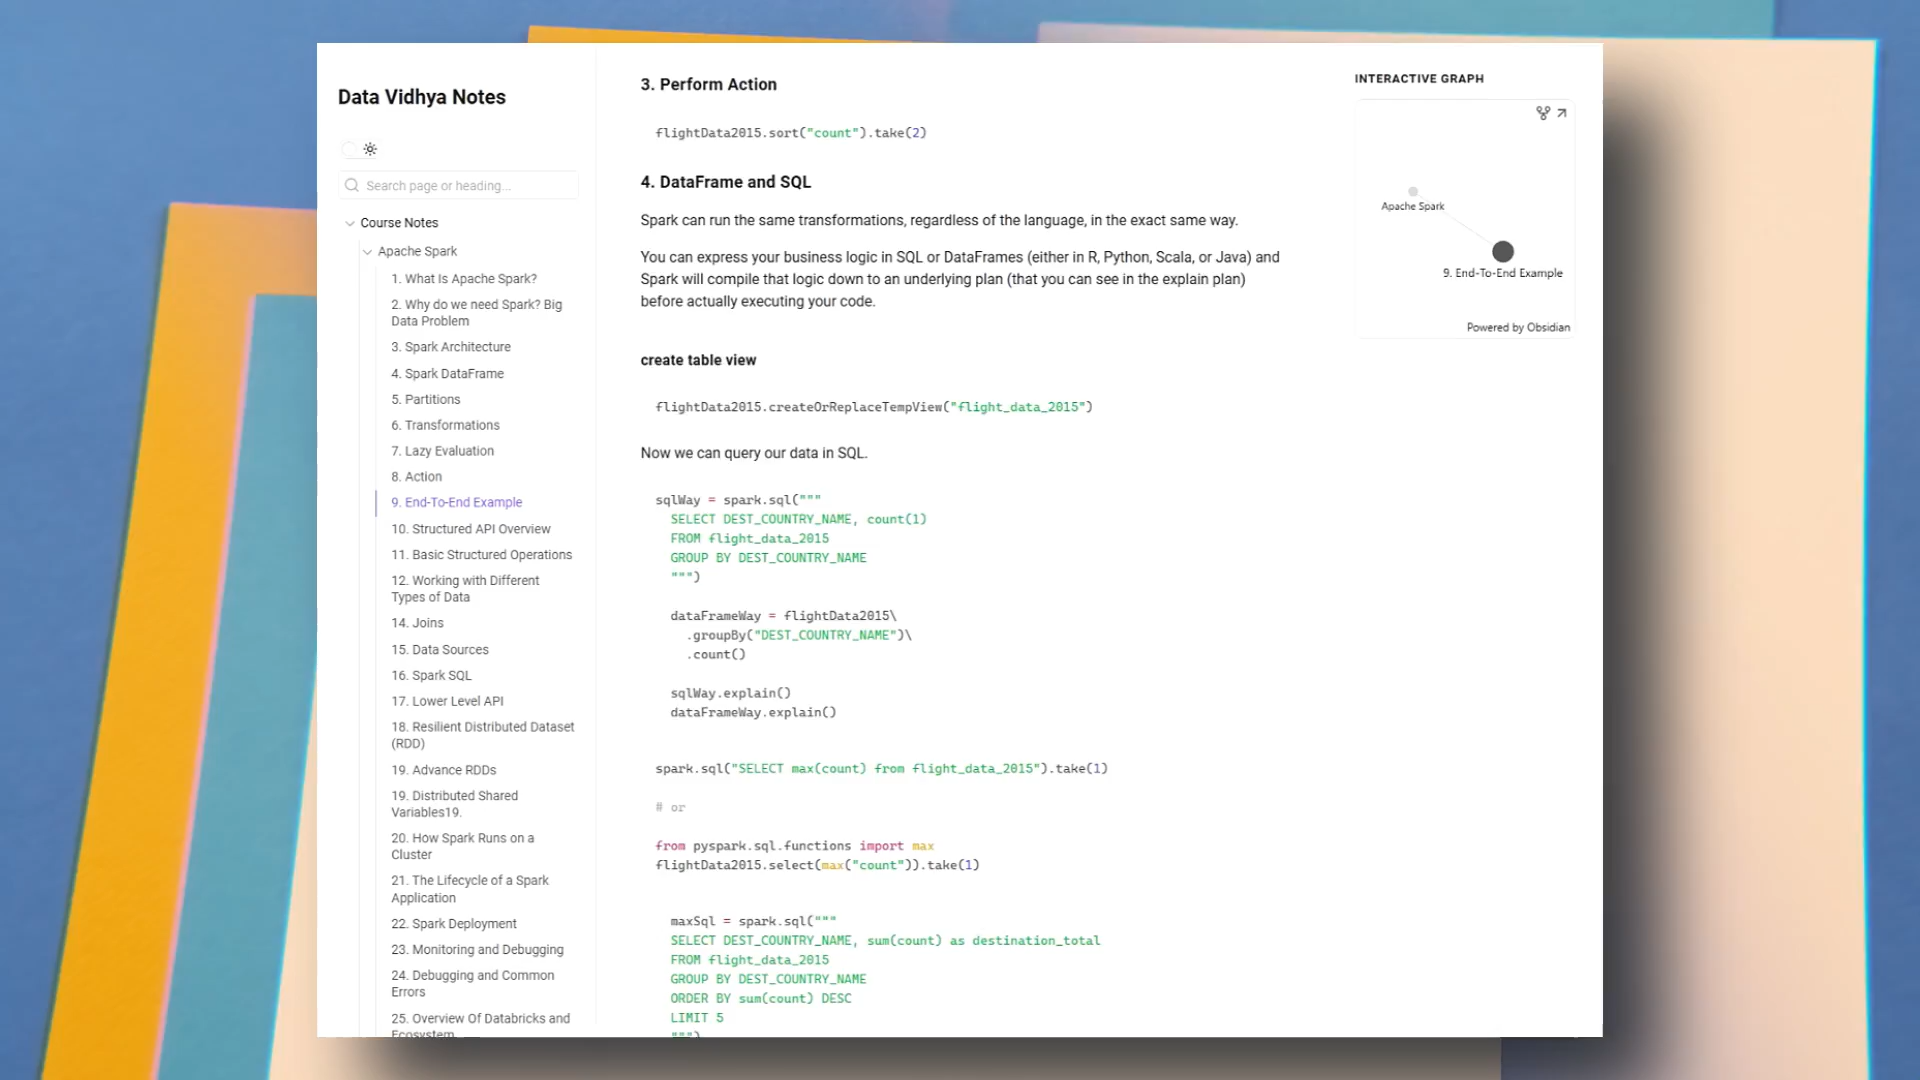 Data Vidhya Notes
Search page or heading...
Course Notes
Apache Spark
1. What Is Apache Spark?
2. Why do we need Spark? Big
Data Problem
3. Spark Architecture
4. Spark DataFrame
5. Partitions
6. Transformations
7. Lazy Evaluation
8. Action
9. End-To-End Example
10. Structured API Overview
11. Basic Structured Operations
12. Working with Different
Types of Data
14. Joins
15. Data Sources
16. Spark SQL
17. Lower Level API
18. Resilient Distributed Dataset
(RDD)
19. Advance RDDs
19. Distributed Shared
Variables19.
20. How Spark Runs on a
Cluster
21. The Lifecycle of a Spark
Application
22. Spark Deployment
23. Monitoring and Debugging
24. Debugging and Common
Errors
25. Overview Of Databricks and
Ecosystem
3. Perform Action
flightData2015.sort("count").take(2)
4. DataFrame and SQL
Spark can run the same transformations, regardless of the language, in the exact same way.
You can express your business logic in SQL or DataFrames (either in R, Python, Scala, or Java) and
Spark will compile that logic down to an underlying plan (that you can see in the explain plan)
before actually executing your code.
create table view
flightData2015.createOrReplaceTempView("flight_data_2015")
Now we can query our data in SQL.
sqlWay = spark.sql("""
SELECT DEST_COUNTRY_NAME, count(1)
FROM flight_data_2015
GROUP BY DEST_COUNTRY_NAME
""")
dataFrameWay = flightData2015\
.groupBy("DEST_COUNTRY_NAME")\
.count()
sqlWay.explain()
dataFrameWay.explain()
spark.sql("SELECT max(count) from flight_data_2015").take(1)
# or
from pyspark.sql.functions import max
flightData2015.select(max("count")).take(1)
maxSql = spark.sql("""
SELECT DEST_COUNTRY_NAME, sum(count) as destination_total
FROM flight_data_2015
GROUP BY DEST_COUNTRY_NAME
ORDER BY sum(count) DESC
LIMIT 5
""")
INTERACTIVE GRAPH
Apache Spark
9. End-To-End Example
Powered by Obsidian